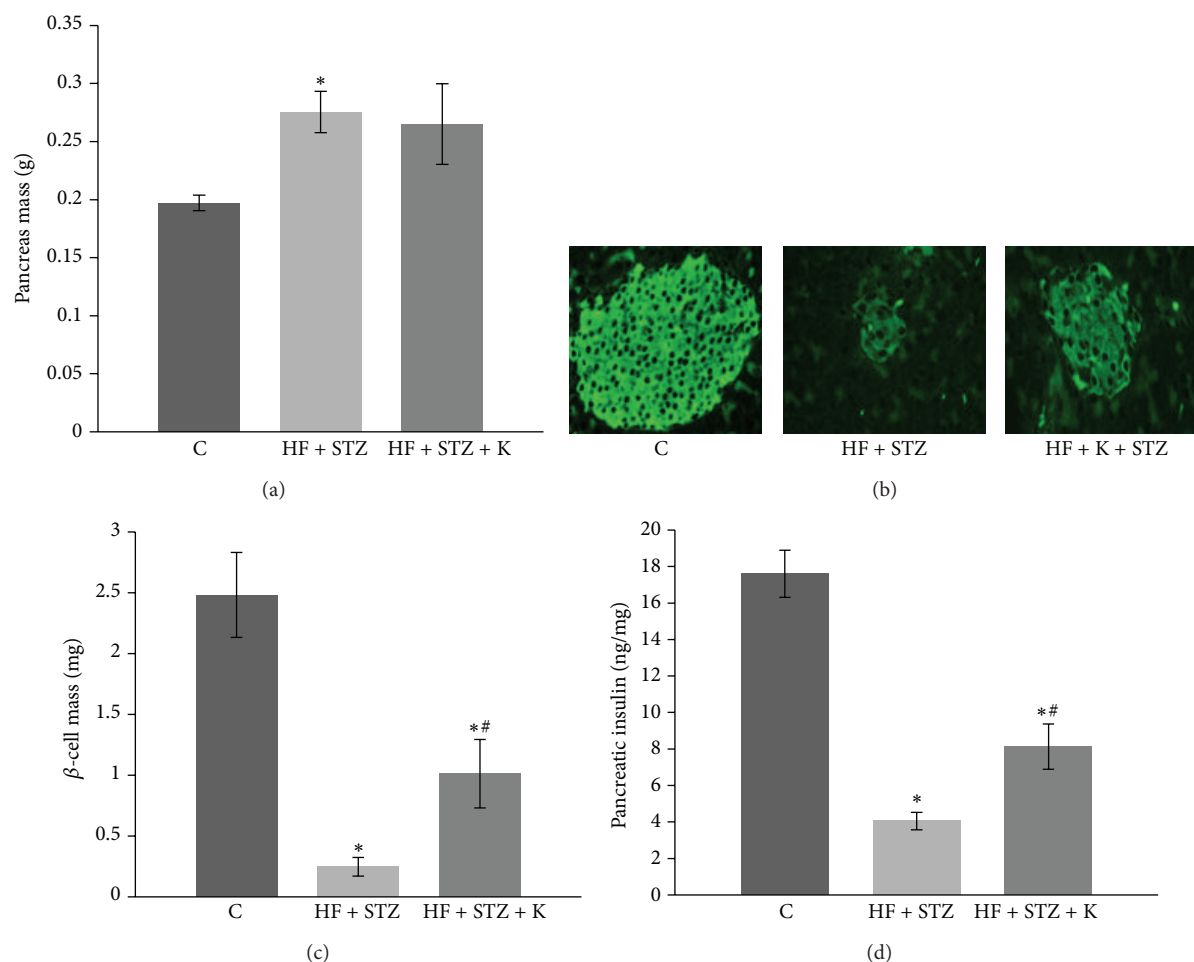 0.35
0.3
0.25
0.2
0.15
0.1
0.05
0
Pancreas mass (g)
*
C
HF + STZ
HF + STZ + K
(a)
C
HF + STZ
HF + K + STZ
(b)
3
2.5
2
1.5
1
0.5
0
β-cell mass (mg)
*
*#
C
HF + STZ
HF + STZ + K
(c)
20
18
16
14
12
10
8
6
4
2
0
Pancreatic insulin (ng/mg)
*
*#
C
HF + STZ
HF + STZ + K
(d)